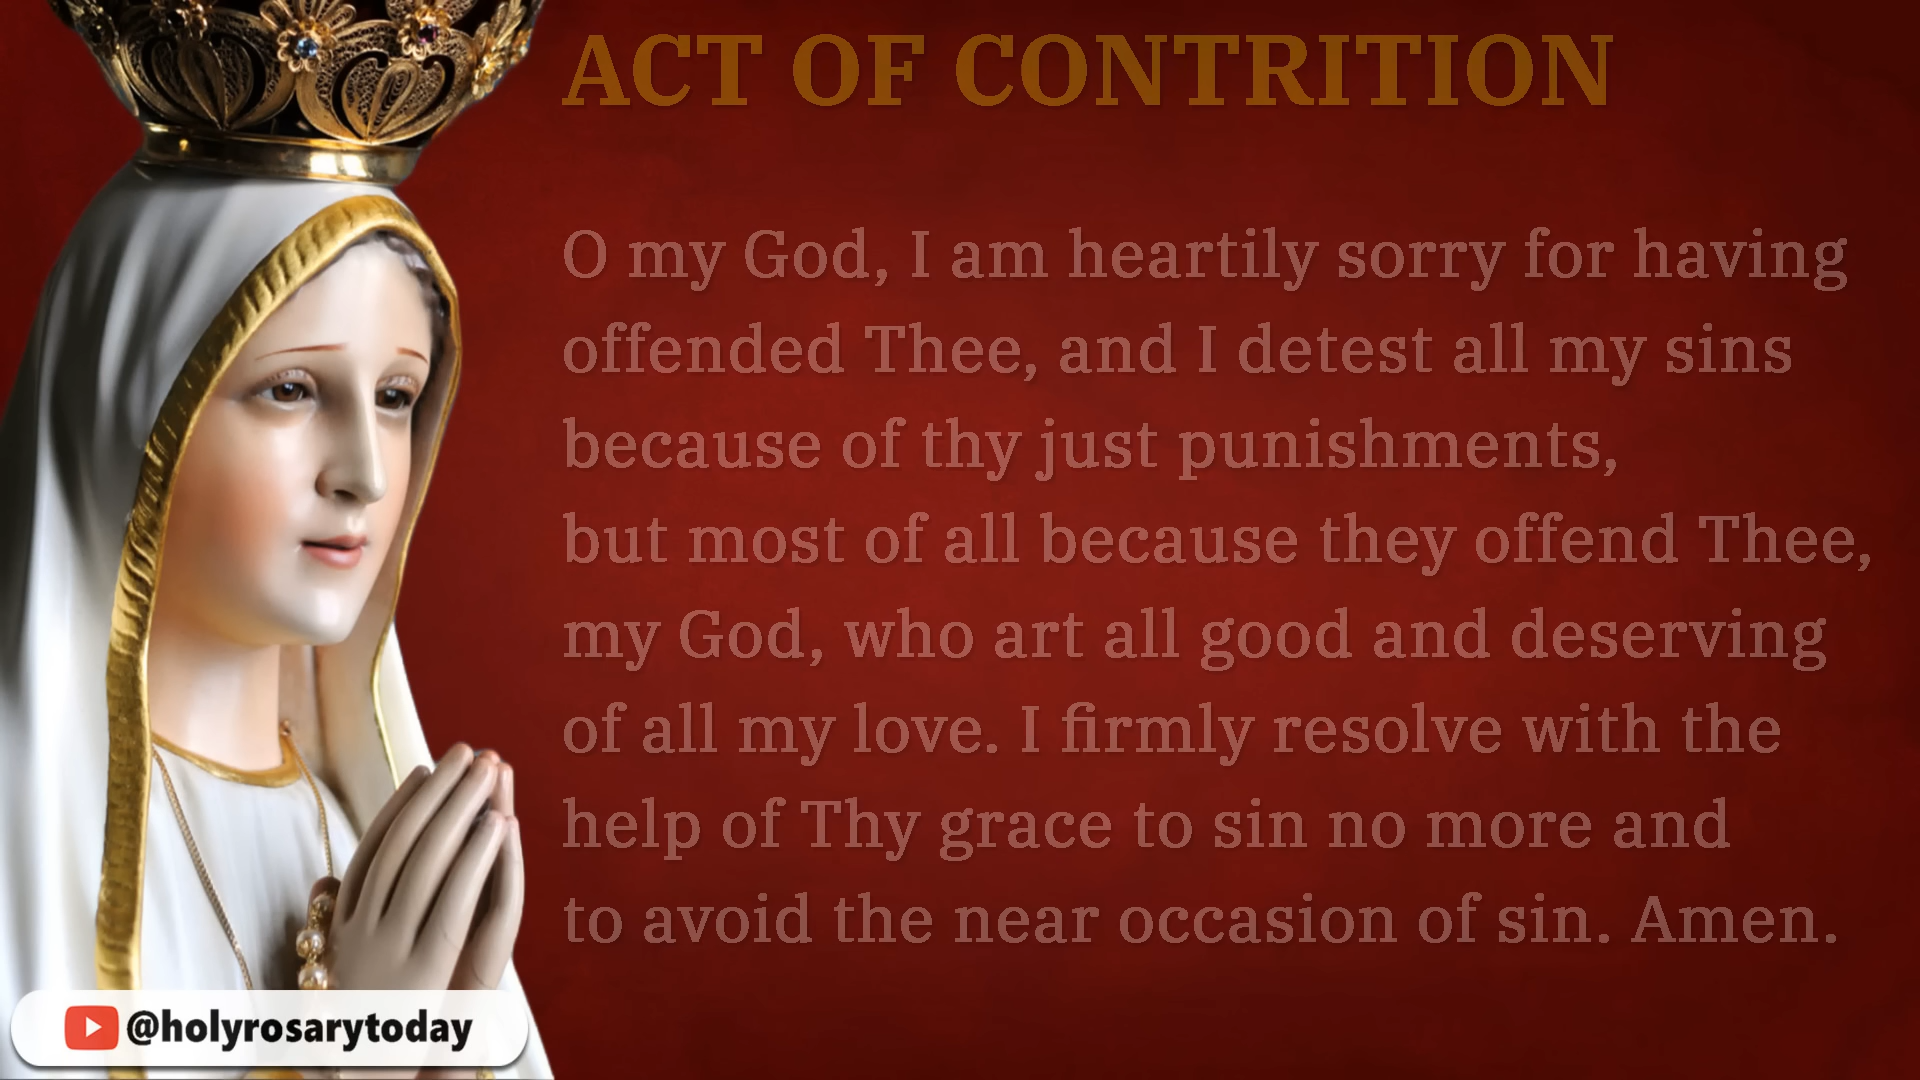 ACT OF CONTRITION
O my God, I am heartily sorry for having
offended Thee, and I detest all my sins
because of thy just punishments,
but most of all because they offend Thee,
my God, who art all good and deserving
of all my love. I firmly resolve with the
help of Thy grace to sin no more and
to avoid the near occasion of sin. Amen.
@holyrosarytoday